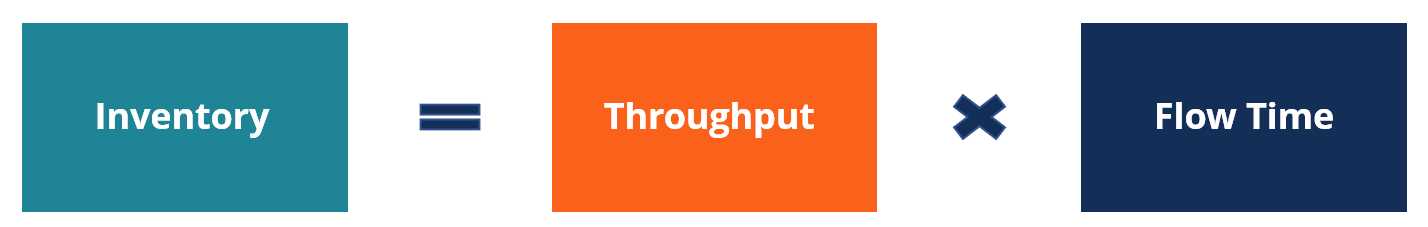 Inventory = Throughput × Flow Time